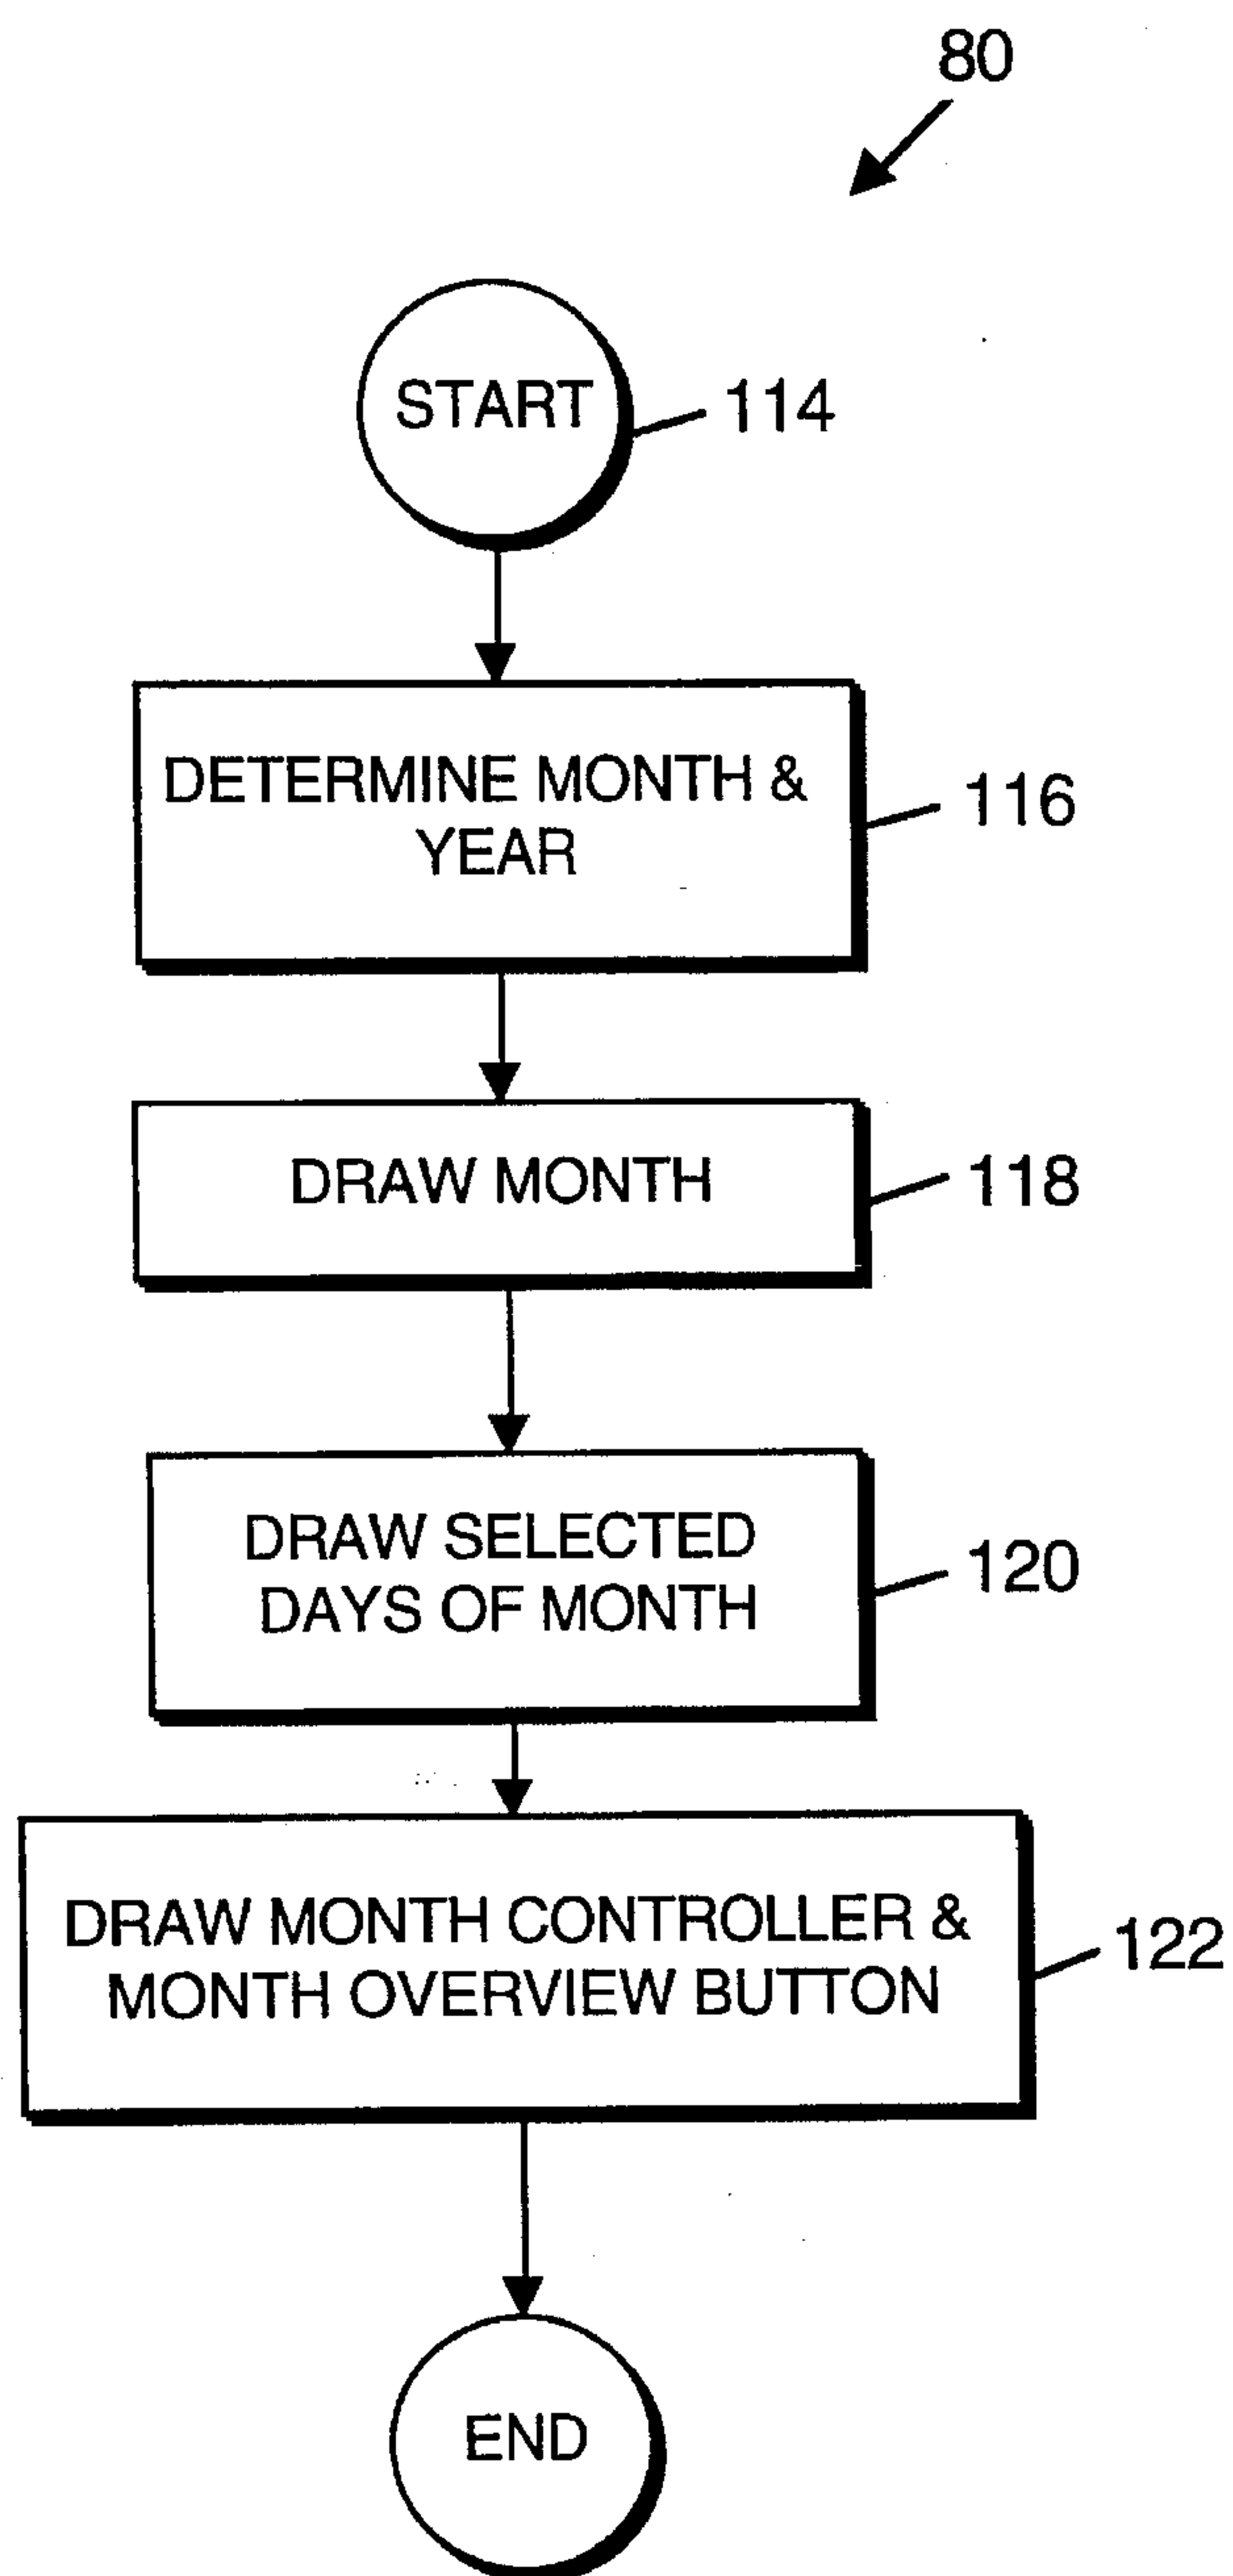 80
START
114
DETERMINE MONTH &
YEAR
116
DRAW MONTH
118
DRAW SELECTED
DAYS OF MONTH
120
DRAW MONTH CONTROLLER &
MONTH OVERVIEW BUTTON
122
END